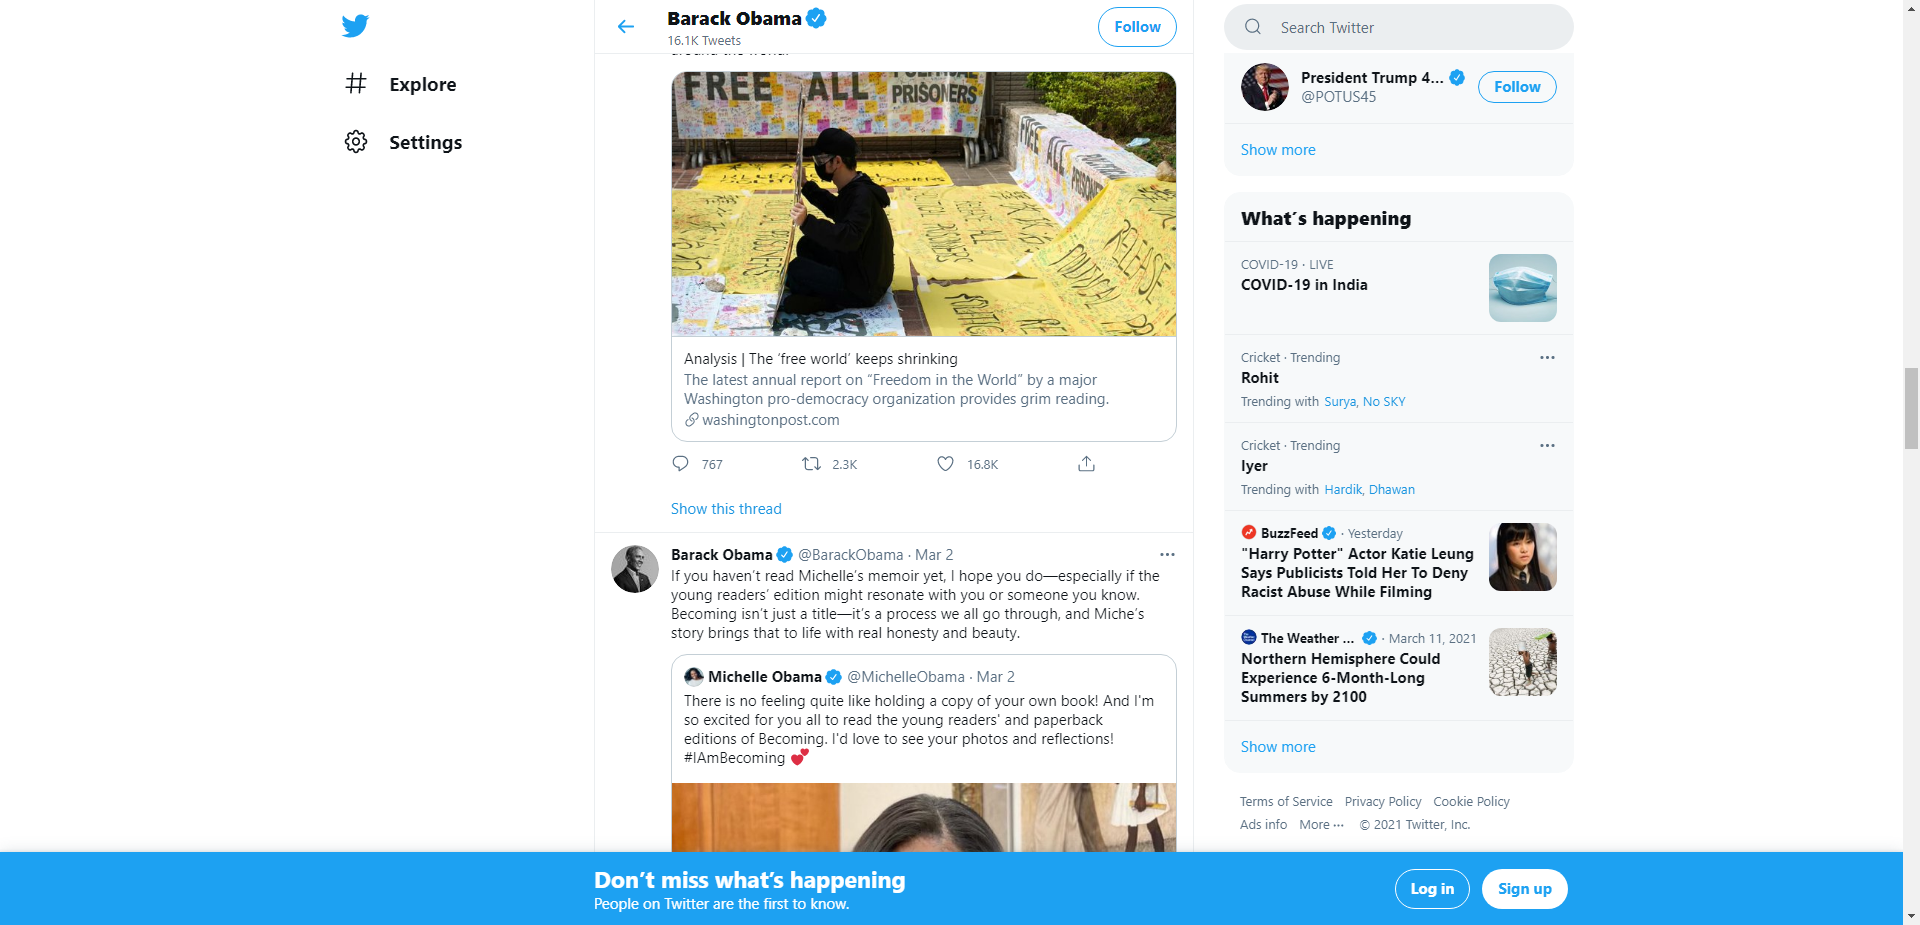 Barack Obama
16.1K Tweets
Follow
Explore
Settings
around the world.
FREE ALL POLITICAL PRISONERS
Analysis | The ‘free world’ keeps shrinking
The latest annual report on “Freedom in the World” by a major
Washington pro-democracy organization provides grim reading.
washingtonpost.com
767 2.3K 16.8K
Show this thread
Barack Obama @BarackObama · Mar 2
If you haven’t read Michelle’s memoir yet, I hope you do—especially if the
young readers’ edition might resonate with you or someone you know.
Becoming isn’t just a title—it’s a process we all go through, and Miche’s
story brings that to life with real honesty and beauty.
Michelle Obama @MichelleObama · Mar 2
There is no feeling quite like holding a copy of your own book! And I'm
so excited for you all to read the young readers' and paperback
editions of Becoming. I'd love to see your photos and reflections!
#IAmBecoming 💕
Search Twitter
President Trump 4...
@POTUS45
Follow
Show more
What’s happening
COVID-19 · LIVE
COVID-19 in India
Cricket · Trending
Rohit
Trending with Surya, No SKY
Cricket · Trending
Iyer
Trending with Hardik, Dhawan
BuzzFeed · Yesterday
"Harry Potter" Actor Katie Leung
Says Publicists Told Her To Deny
Racist Abuse While Filming
The Weather ... · March 11, 2021
Northern Hemisphere Could
Experience 6-Month-Long
Summers by 2100
Show more
Terms of Service Privacy Policy Cookie Policy
Ads info More ··· © 2021 Twitter, Inc.
Don’t miss what’s happening
People on Twitter are the first to know.
Log in
Sign up